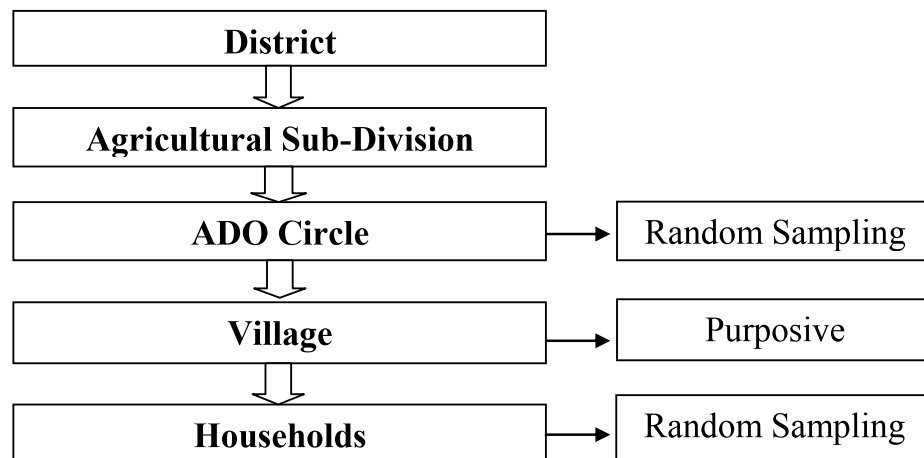 District
Agricultural Sub-Division
ADO Circle
Random Sampling
Village
Purposive
Households
Random Sampling